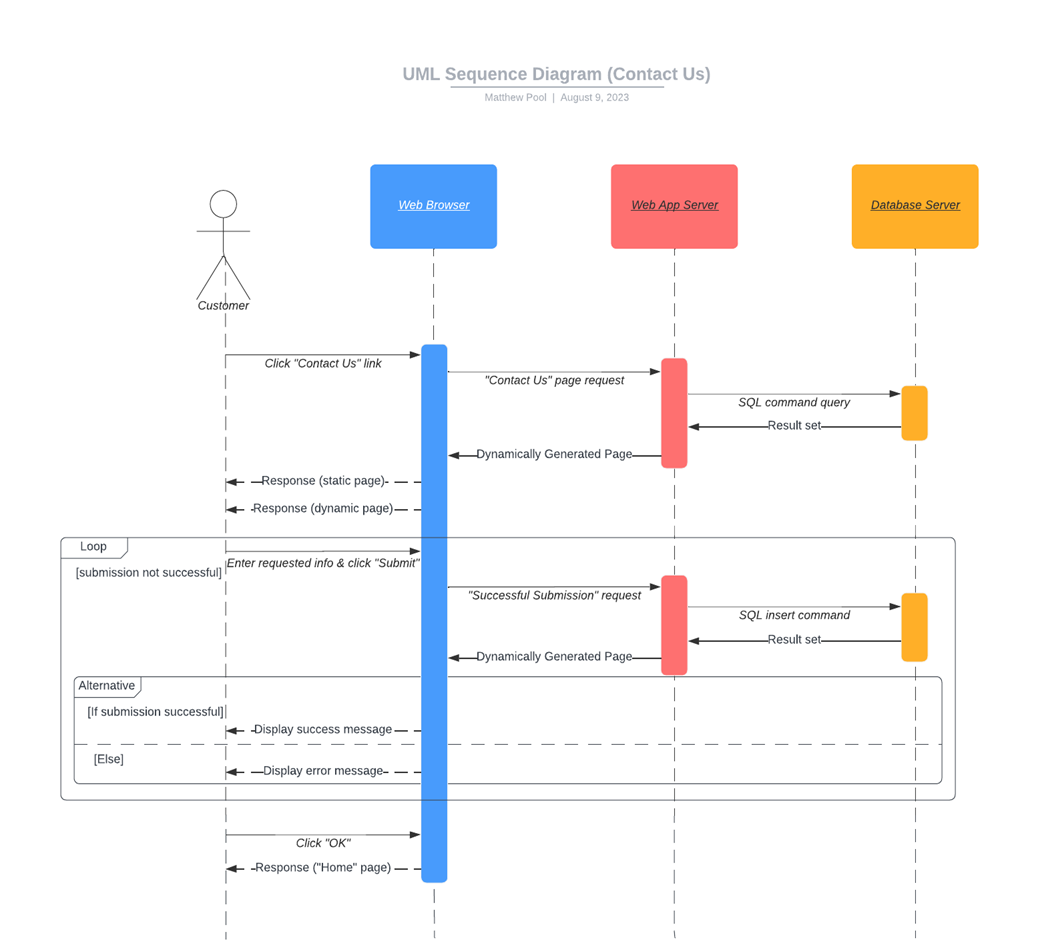 UML Sequence Diagram (Contact Us)
Matthew Pool | August 9, 2023
Web Browser
Web App Server
Database Server
Customer
Click "Contact Us" link
"Contact Us" page request
SQL command query
Result set
Dynamically Generated Page
Response (static page)
Response (dynamic page)
Loop
[submission not successful]
Enter requested info & click "Submit"
"Successful Submission" request
SQL insert command
Result set
Dynamically Generated Page
Alternative
[If submission successful]
Display success message
[Else]
Display error message
Click "OK"
Response ("Home" page)